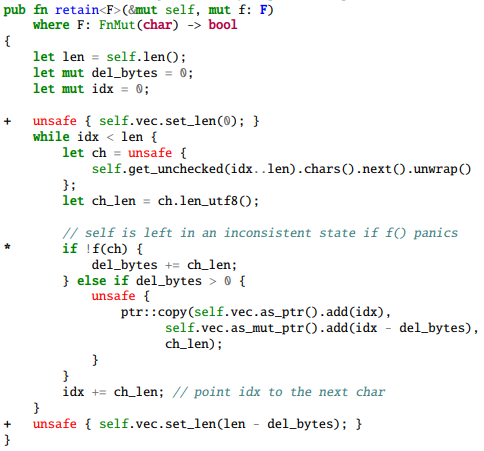 pub fn retain<F>(&mut self, mut f: F)
    where F: FnMut(char) -> bool
{
    let len = self.len();
    let mut del_bytes = 0;
    let mut idx = 0;

+   unsafe { self.vec.set_len(0); }
    while idx < len {
        let ch = unsafe {
            self.get_unchecked(idx..len).chars().next().unwrap()
        };
        let ch_len = ch.len_utf8();

        // self is left in an inconsistent state if f() panics
*       if !f(ch) {
            del_bytes += ch_len;
        } else if del_bytes > 0 {
            unsafe {
                ptr::copy(self.vec.as_ptr().add(idx),
                      self.vec.as_mut_ptr().add(idx - del_bytes),
                      ch_len);
            }
        }
        idx += ch_len; // point idx to the next char
    }
+   unsafe { self.vec.set_len(len - del_bytes); }
}